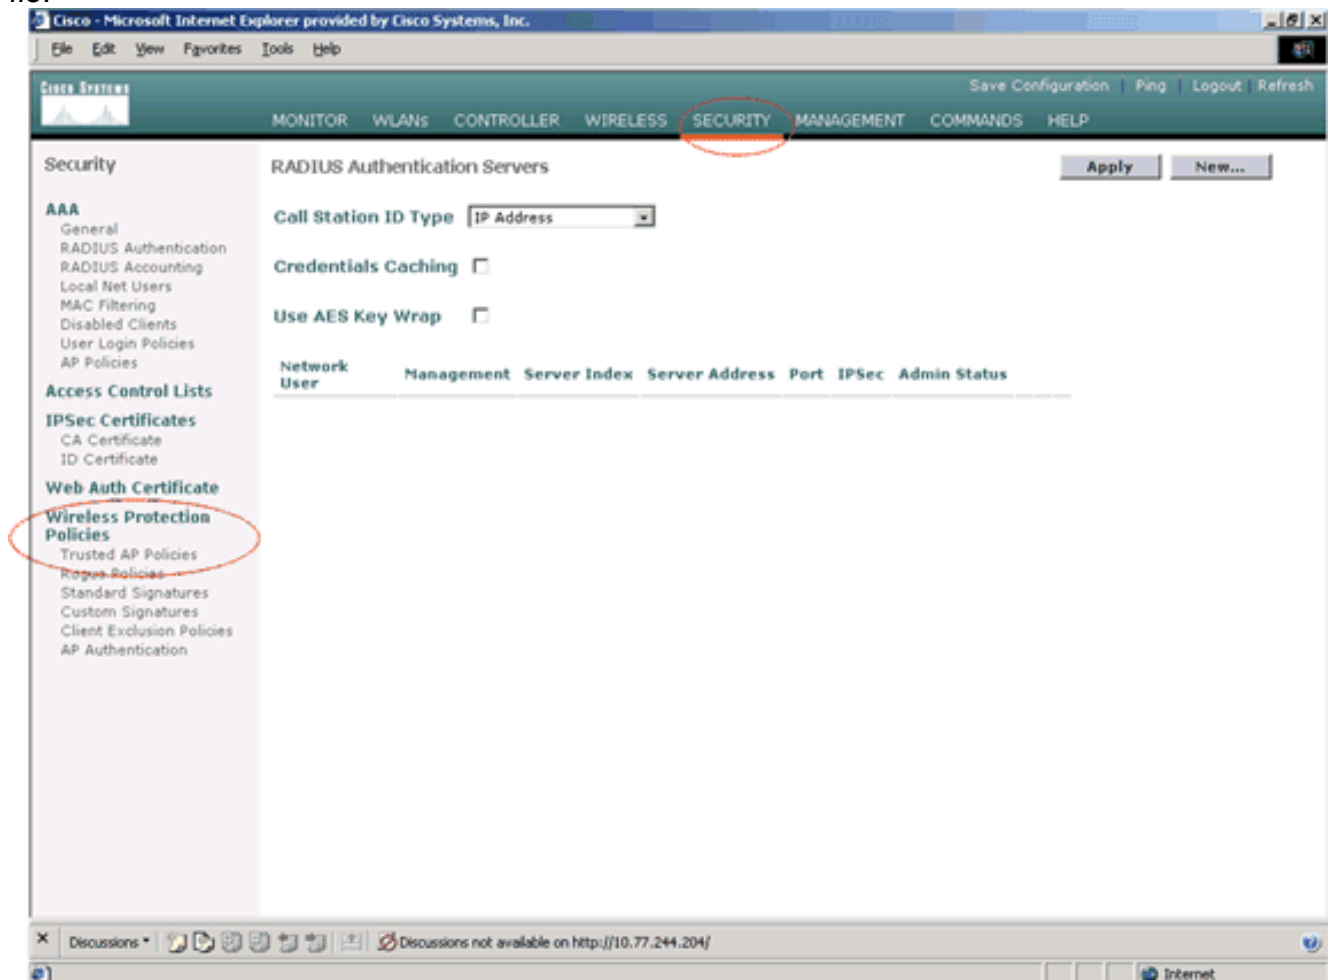 Cisco - Microsoft Internet Explorer provided by Cisco Systems, Inc.
File Edit View Favorites Tools Help
CISCO SYSTEMS
Save Configuration | Ping | Logout | Refresh
MONITOR WLANs CONTROLLER WIRELESS SECURITY MANAGEMENT COMMANDS HELP
Security
AAA
General
RADIUS Authentication
RADIUS Accounting
Local Net Users
MAC Filtering
Disabled Clients
User Login Policies
AP Policies
Access Control Lists
IPSec Certificates
CA Certificate
ID Certificate
Web Auth Certificate
Wireless Protection
Policies
Trusted AP Policies
Rogue Policies
Standard Signatures
Custom Signatures
Client Exclusion Policies
AP Authentication
RADIUS Authentication Servers
Apply New...
Call Station ID Type IP Address
Credentials Caching
Use AES Key Wrap
Network
User Management Server Index Server Address Port IPSec Admin Status
Discussions Discussions not available on http://10.77.244.204/
Internet